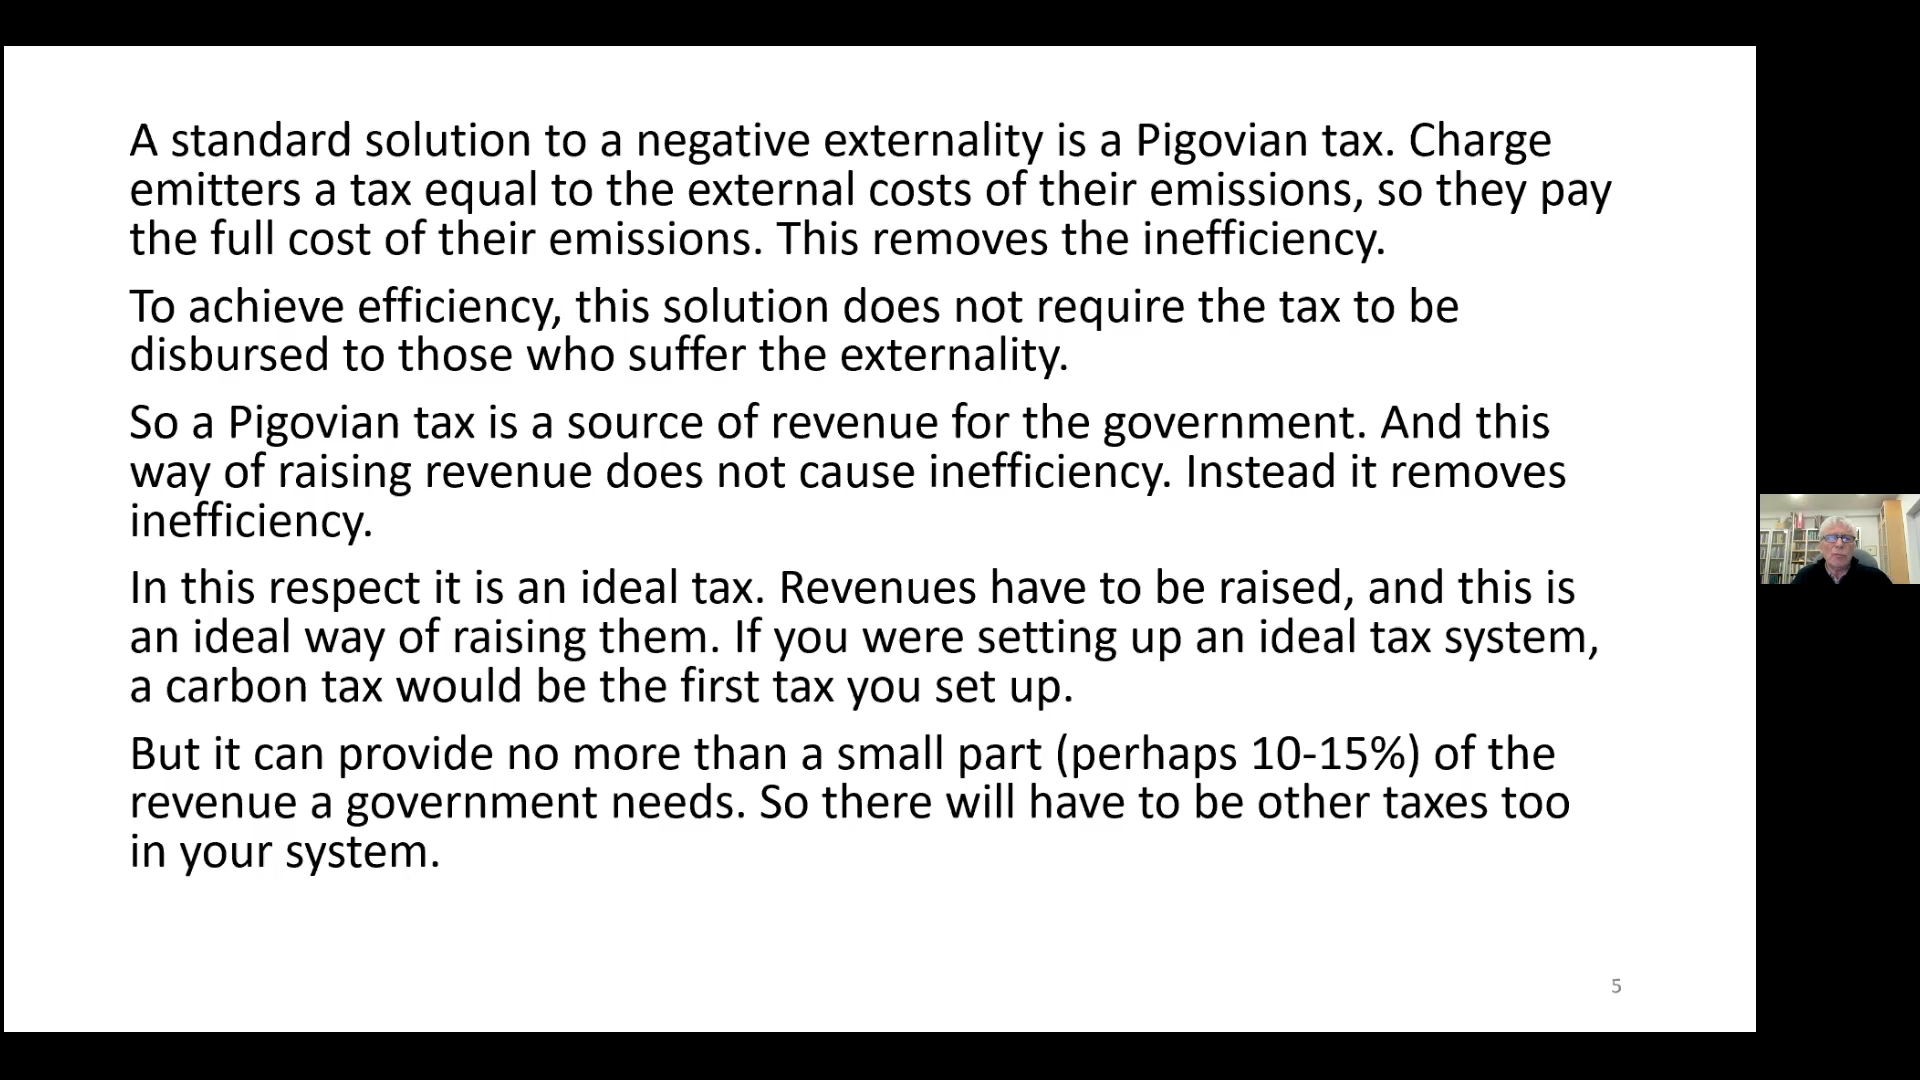 A standard solution to a negative externality is a Pigovian tax. Charge
emitters a tax equal to the external costs of their emissions, so they pay
the full cost of their emissions. This removes the inefficiency.
To achieve efficiency, this solution does not require the tax to be
disbursed to those who suffer the externality.
So a Pigovian tax is a source of revenue for the government. And this
way of raising revenue does not cause inefficiency. Instead it removes
inefficiency.
In this respect it is an ideal tax. Revenues have to be raised, and this is
an ideal way of raising them. If you were setting up an ideal tax system,
a carbon tax would be the first tax you set up.
But it can provide no more than a small part (perhaps 10-15%) of the
revenue a government needs. So there will have to be other taxes too
in your system.
5